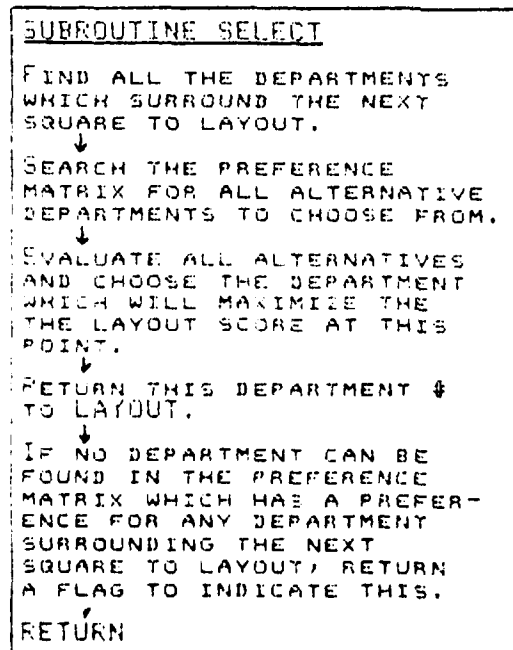 SUBROUTINE SELECT
FIND ALL THE DEPARTMENTS
WHICH SURROUND THE NEXT
SQUARE TO LAYOUT.
SEARCH THE PREFERENCE
MATRIX FOR ALL ALTERNATIVE
DEPARTMENTS TO CHOOSE FROM.
EVALUATE ALL ALTERNATIVES
AND CHOOSE THE DEPARTMENT
WHICH WILL MAXIMIZE THE
THE LAYOUT SCORE AT THIS
POINT.
RETURN THIS DEPARTMENT #
TO LAYOUT.
IF NO DEPARTMENT CAN BE
FOUND IN THE PREFERENCE
MATRIX WHICH HAS A PREFER-
ENCE FOR ANY DEPARTMENT
SURROUNDING THE NEXT
SQUARE TO LAYOUT, RETURN
A FLAG TO INDICATE THIS.
RETURN